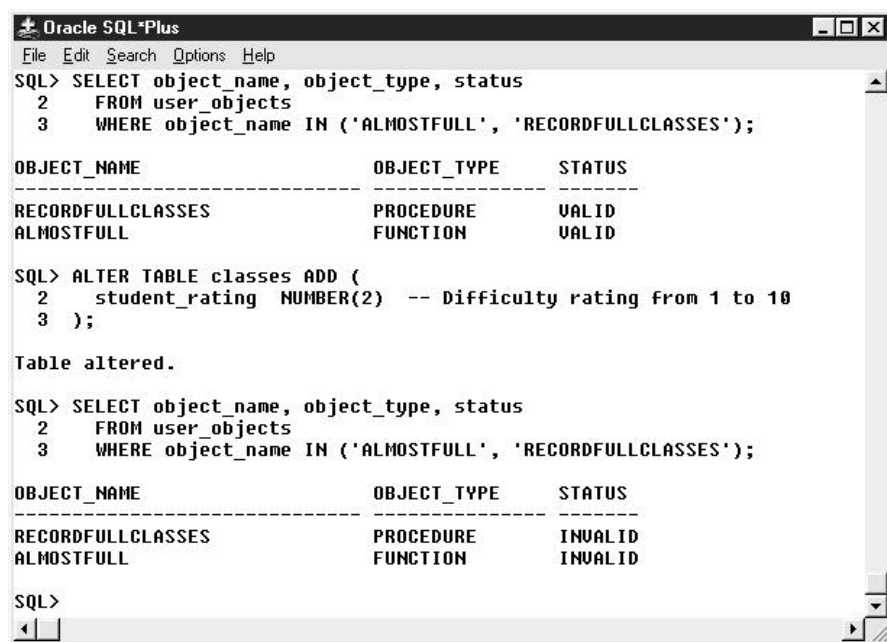 Oracle SQL*Plus
File Edit Search Options Help
SQL> SELECT object_name, object_type, status
  2     FROM user_objects
  3     WHERE object_name IN ('ALMOSTFULL', 'RECORDFULLCLASSES');
OBJECT_NAME                    OBJECT_TYPE     STATUS
------------------------------ --------------- -------
RECORDFULLCLASSES              PROCEDURE       VALID
ALMOSTFULL                     FUNCTION        VALID
SQL> ALTER TABLE classes ADD (
  2     student_rating  NUMBER(2)  -- Difficulty rating from 1 to 10
  3  );
Table altered.
SQL> SELECT object_name, object_type, status
  2     FROM user_objects
  3     WHERE object_name IN ('ALMOSTFULL', 'RECORDFULLCLASSES');
OBJECT_NAME                    OBJECT_TYPE     STATUS
------------------------------ --------------- -------
RECORDFULLCLASSES              PROCEDURE       INVALID
ALMOSTFULL                     FUNCTION        INVALID
SQL>